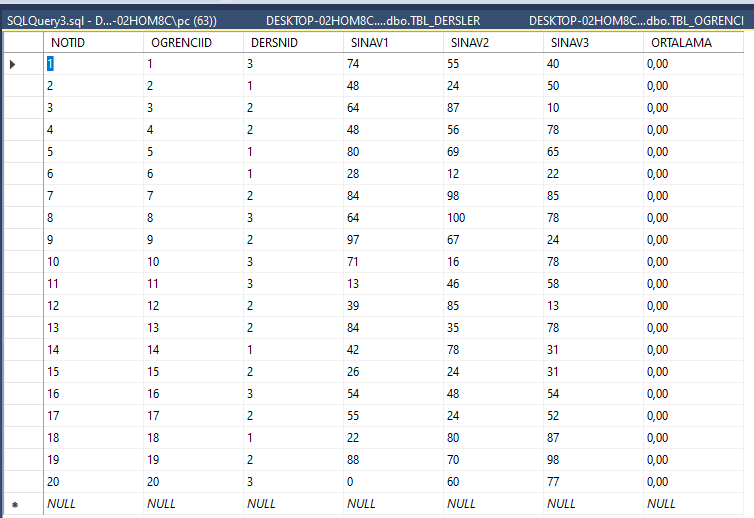 SQLQuery3.sql - D...-02HOM8C\pc (63)) DESKTOP-02HOM8C....dbo.TBL_DERSLER DESKTOP-02HOM8C...dbo.TBL_OGRENCI
NOTID OGRENCIID DERSNID SINAV1 SINAV2 SINAV3 ORTALAMA
1 1 3 74 55 40 0,00
2 2 1 48 24 50 0,00
3 3 2 64 87 10 0,00
4 4 2 48 56 78 0,00
5 5 1 80 69 65 0,00
6 6 1 28 12 22 0,00
7 7 2 84 98 85 0,00
8 8 3 64 100 78 0,00
9 9 2 97 67 24 0,00
10 10 3 71 16 78 0,00
11 11 3 13 46 58 0,00
12 12 2 39 85 13 0,00
13 13 2 84 35 78 0,00
14 14 1 42 78 31 0,00
15 15 2 26 24 31 0,00
16 16 3 54 48 54 0,00
17 17 2 55 24 52 0,00
18 18 1 22 80 87 0,00
19 19 2 88 70 98 0,00
20 20 3 0 60 77 0,00
NULL NULL NULL NULL NULL NULL NULL